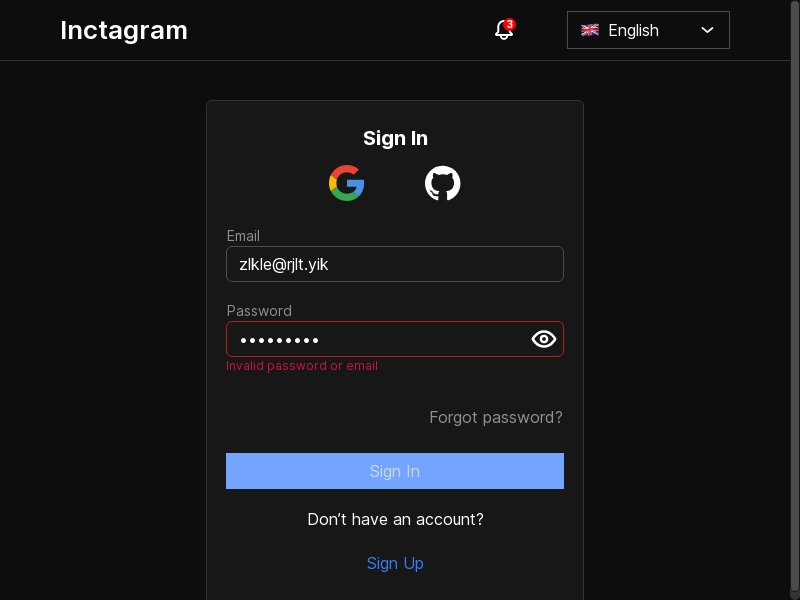 Inctagram
3
English
Sign In
Email
zlkle@rjlt.yik
Password
Invalid password or email
Forgot password?
Sign In
Don’t have an account?
Sign Up